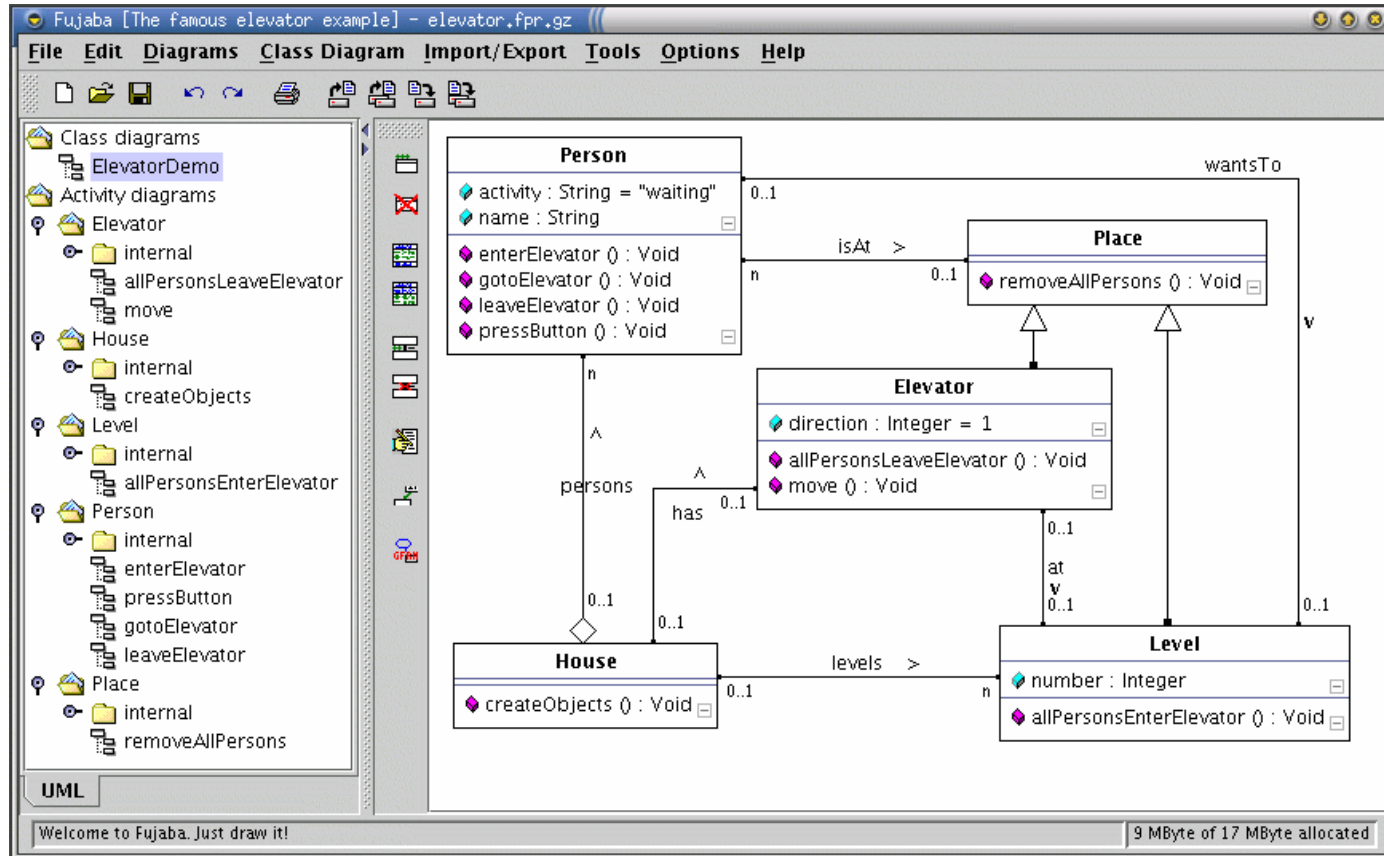 Fujaba [The famous elevator example] - elevator.fpr.gz
File Edit Diagrams Class Diagram Import/Export Tools Options Help
Class diagrams
ElevatorDemo
Activity diagrams
Elevator
internal
allPersonsLeaveElevator
move
House
internal
createObjects
Level
internal
allPersonsEnterElevator
Person
internal
enterElevator
pressButton
gotoElevator
leaveElevator
Place
internal
removeAllPersons
UML
GFRN
Person
activity : String = "waiting"
name : String
enterElevator () : Void
gotoElevator () : Void
leaveElevator () : Void
pressButton () : Void
wantsTo
0..1
v
0..1
isAt >
n
0..1
Place
removeAllPersons () : Void
Elevator
direction : Integer = 1
allPersonsLeaveElevator () : Void
move () : Void
n
^
persons
0..1
^
has
0..1
0..1
0..1
at
v
0..1
House
createObjects () : Void
levels >
0..1
n
Level
number : Integer
allPersonsEnterElevator () : Void
Welcome to Fujaba. Just draw it!
9 MByte of 17 MByte allocated